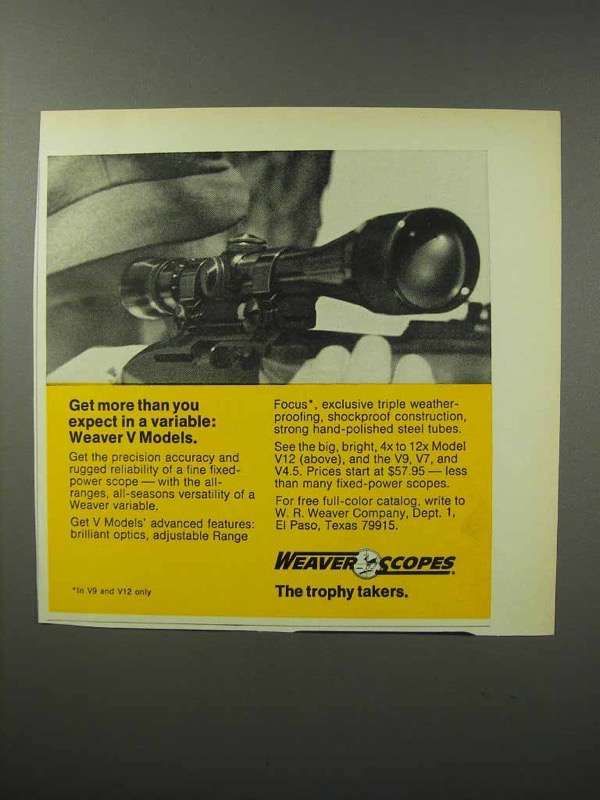 Get more than you
expect in a variable:
Weaver V Models.
Get the precision accuracy and
rugged reliability of a fine fixed-
power scope — with the all-
ranges, all-seasons versatility of a
Weaver variable.
Get V Models' advanced features:
brilliant optics, adjustable Range
*In V9 and V12 only
Focus*, exclusive triple weather-
proofing, shockproof construction,
strong hand-polished steel tubes.
See the big, bright, 4x to 12x Model
V12 (above), and the V9, V7, and
V4.5. Prices start at $57.95 — less
than many fixed-power scopes.
For free full-color catalog, write to
W. R. Weaver Company, Dept. 1,
El Paso, Texas 79915.
WEAVER SCOPES®
The trophy takers.